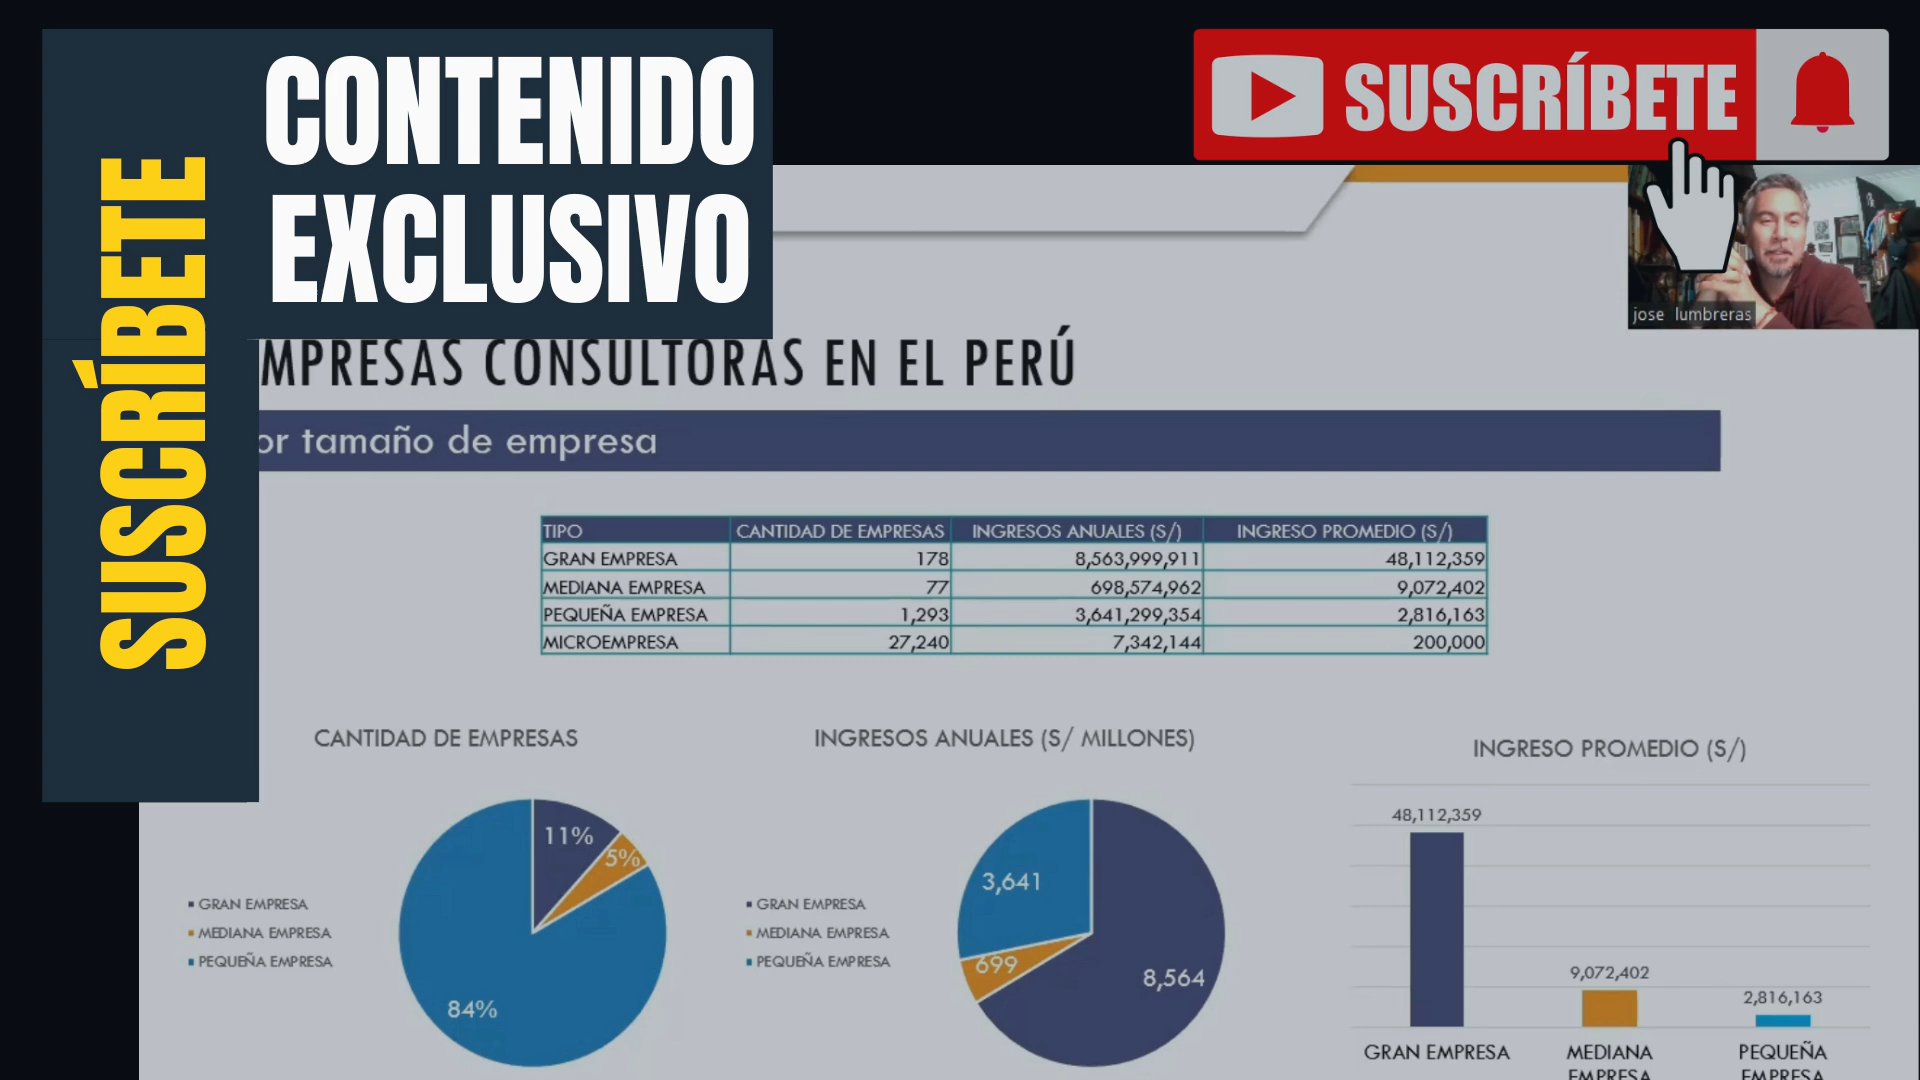 CONTENIDO
EXCLUSIVO
SUSCRÍBETE
SUSCRÍBETE
jose lumbreras
MPRESAS CONSULTORAS EN EL PERÚ
or tamaño de empresa
TIPO CANTIDAD DE EMPRESAS INGRESOS ANUALES (S/) INGRESO PROMEDIO (S/)
GRAN EMPRESA 178 8,563,999,911 48,112,359
MEDIANA EMPRESA 77 698,574,962 9,072,402
PEQUEÑA EMPRESA 1,293 3,641,299,354 2,816,163
MICROEMPRESA 27,240 7,342,144 200,000
CANTIDAD DE EMPRESAS
11%
5%
84%
GRAN EMPRESA
MEDIANA EMPRESA
PEQUEÑA EMPRESA
INGRESOS ANUALES (S/ MILLONES)
3,641
699
8,564
GRAN EMPRESA
MEDIANA EMPRESA
PEQUEÑA EMPRESA
INGRESO PROMEDIO (S/)
48,112,359
9,072,402
2,816,163
GRAN EMPRESA
MEDIANA
EMPRESA
PEQUEÑA
EMPRESA